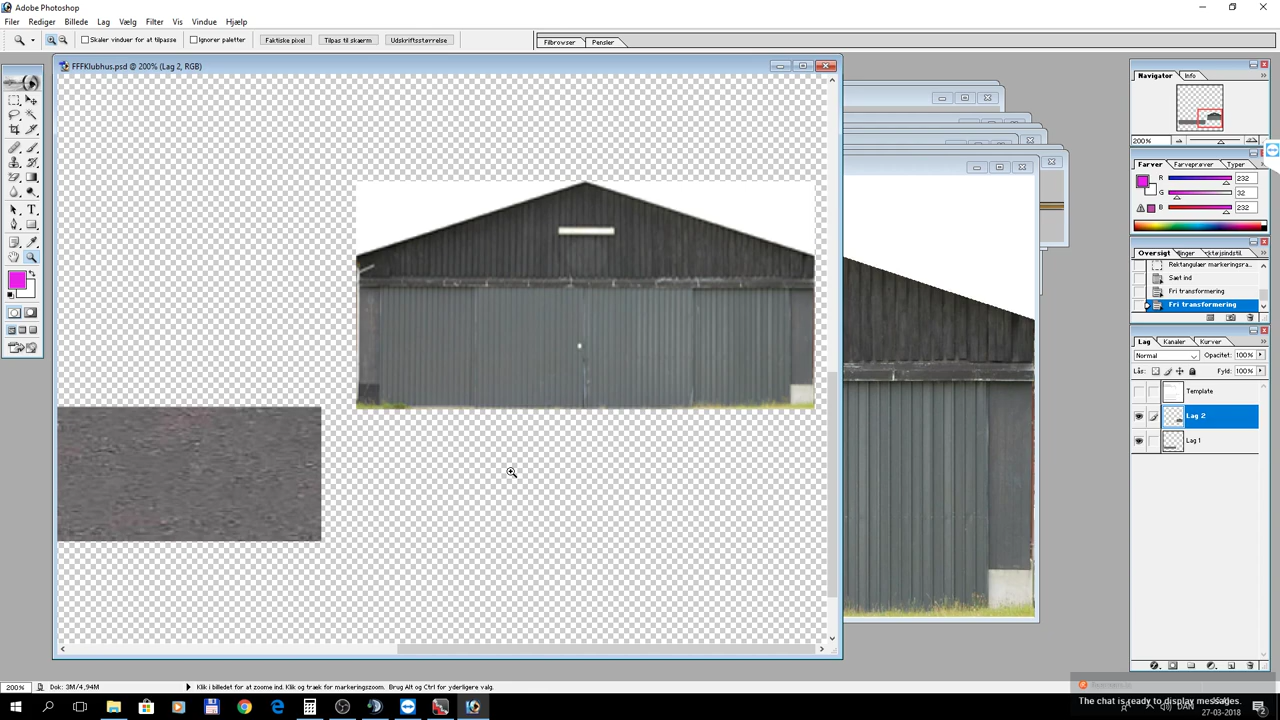 Adobe Photoshop
Filer Rediger Billede Lag Vælg Filter Vis Vindue Hjælp
Skaler vinduer for at tilpasse Ignorer paletter Faktiske pixel Tilpas til skærm Udskriftsstørrelse Filbrowser Pensler
FFFKlubhus.psd @ 200% (Lag 2, RGB)
Navigator Info
200%
Farver Farveprøver Typer
R 232
G 32
B 232
Oversigt
Rektangulær markeringsra...
Sæt ind
Fri transformering
Fri transformering
Lag Kanaler Kurver
Normal Opacitet: 100%
Lås: Fyld: 100%
Template
Lag 2
Lag 1
200% Dok: 3M/4,94M Klik i billedet for at zoome ind. Klik og træk for markeringszoom. Brug Alt og Ctrl for yderligere valg.
The chat is ready to display messages.
DAN
27-03-2018
2